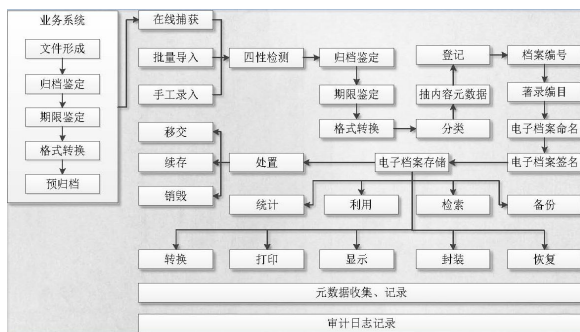 业务系统
文件形成
归档鉴定
期限鉴定
格式转换
预归档
在线捕获
批量导入
手工录入
四性检测
归档鉴定
期限鉴定
格式转换
登记
抽内容元数据
分类
档案编号
著录编目
电子档案命名
电子档案签名
移交
续存
销毁
处置
电子档案存储
统计
利用
检索
备份
转换
打印
显示
封装
恢复
元数据收集、记录
审计日志记录